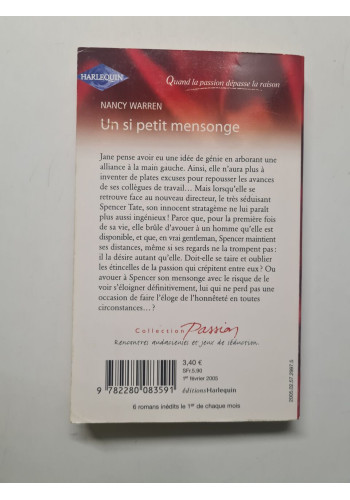 HARLEQUIN
Quand la passion dépasse la raison
NANCY WARREN
Un si petit mensonge
Jane pense avoir eu une idée de génie en arborant une
alliance à la main gauche. Ainsi, elle n'aura plus à
inventer de plates excuses pour repousser les avances
de ses collègues de travail... Mais lorsqu'elle se
retrouve face au nouveau directeur, le très séduisant
Spencer Tate, son innocent stratagème ne lui paraît
plus aussi ingénieux ! Parce que, pour la première fois
de sa vie, elle brûle d'avouer à un homme qu'elle est
disponible, et que, en vrai gentleman, Spencer maintient
ses distances, même si ses regards ne la trompent pas :
il la désire autant qu'elle. Doit-elle se taire et oublier
les étincelles de la passion qui crépitent entre eux ? Ou
avouer à Spencer son mensonge avec le risque de le
voir s'éloigner définitivement, lui qui ne perd pas une
occasion de faire l'éloge de l'honnêteté en toutes
circonstances... ?
Collection Passion
Rencontres audacieuses et jeux de séduction.
3,40 €
SFr.5.90
1er février 2005
éditions Harlequin
9 782280 083591
6 romans inédits le 1er de chaque mois